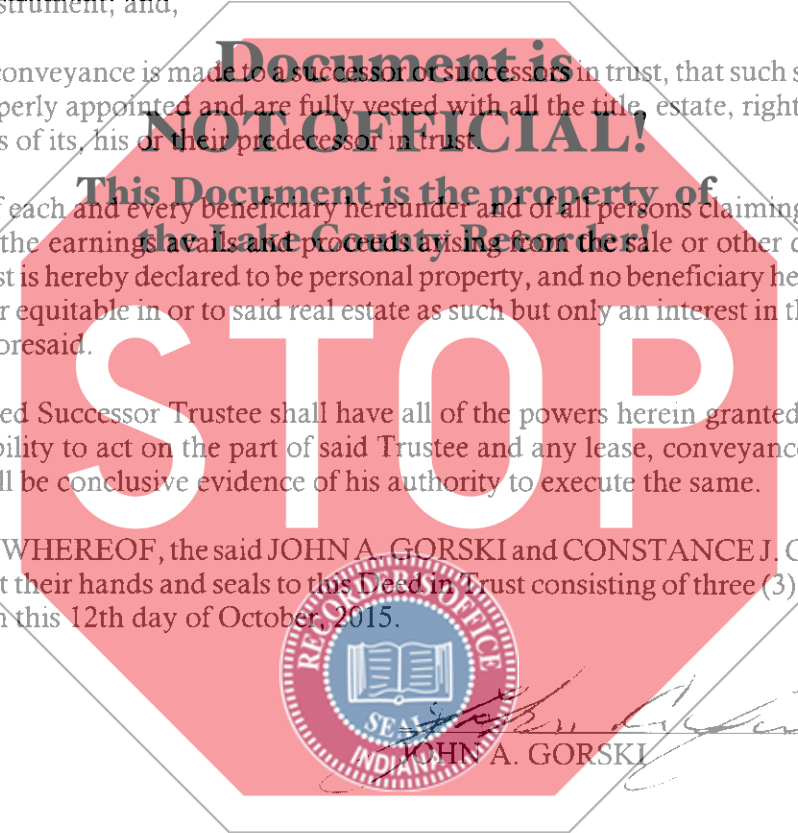 strument; and,
Document is
conveyance is made to a successor or successors in trust, that such s
perly appointed and are fully vested with all the title, estate, right
NOT OFFICIAL!
s of its, his or their predecessor in trust.
This Document is the property of
f each and every beneficiary hereunder and of all persons claiming
the Lake County Recorder!
the earnings avails and proceeds arising from the sale or other d
st is hereby declared to be personal property, and no beneficiary he
r equitable in or to said real estate as such but only an interest in th
oresaid.
STOP
ed Successor Trustee shall have all of the powers herein granted
bility to act on the part of said Trustee and any lease, conveyanc
ll be conclusive evidence of his authority to execute the same.
WHEREOF, the said JOHN A. GORSKI and CONSTANCE J. G
t their hands and seals to this Deed in Trust consisting of three (3)
n this 12th day of October, 2015.
RECORDER'S OFFICE
SEAL
INDIANA
JOHN A. GORSKI